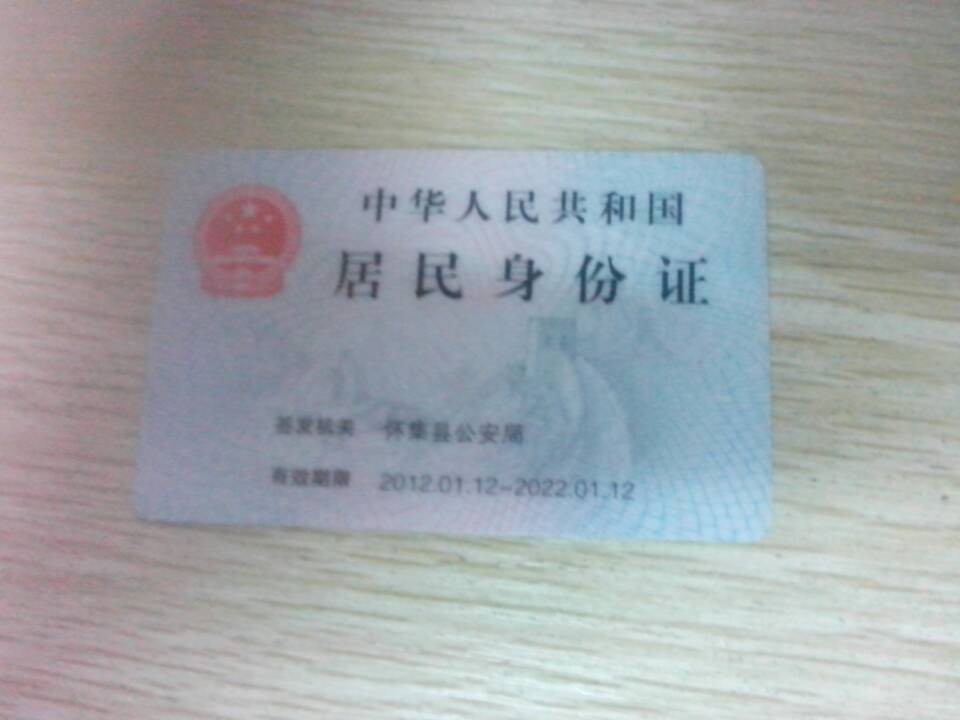 中华人民共和国
居民身份证
签发机关 怀集县公安局
有效期限 2012.01.12-2022.01.12